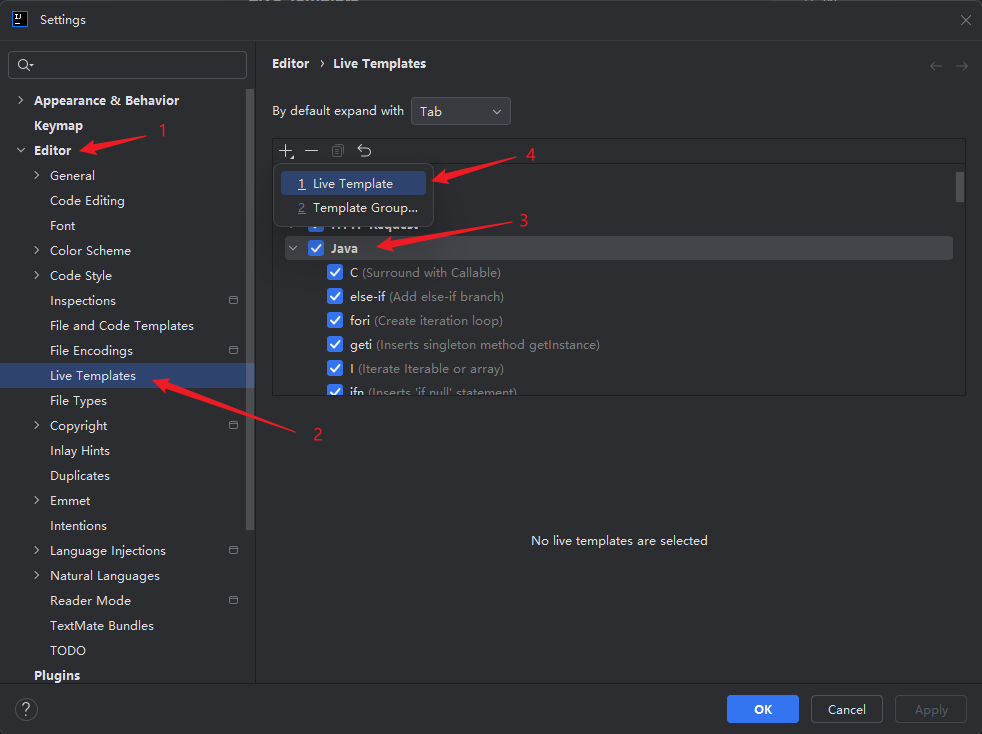 Settings
Appearance & Behavior
Keymap
Editor
General
Code Editing
Font
Color Scheme
Code Style
Inspections
File and Code Templates
File Encodings
Live Templates
File Types
Copyright
Inlay Hints
Duplicates
Emmet
Intentions
Language Injections
Natural Languages
Reader Mode
TextMate Bundles
TODO
Plugins
1
2
Editor › Live Templates
By default expand with Tab
1 Live Template
2 Template Group...
4
HTTP Request
3
Java
C (Surround with Callable)
else-if (Add else-if branch)
fori (Create iteration loop)
geti (Inserts singleton method getInstance)
I (Iterate Iterable or array)
ifn (Inserts 'if null' statement)
No live templates are selected
?
OK
Cancel
Apply